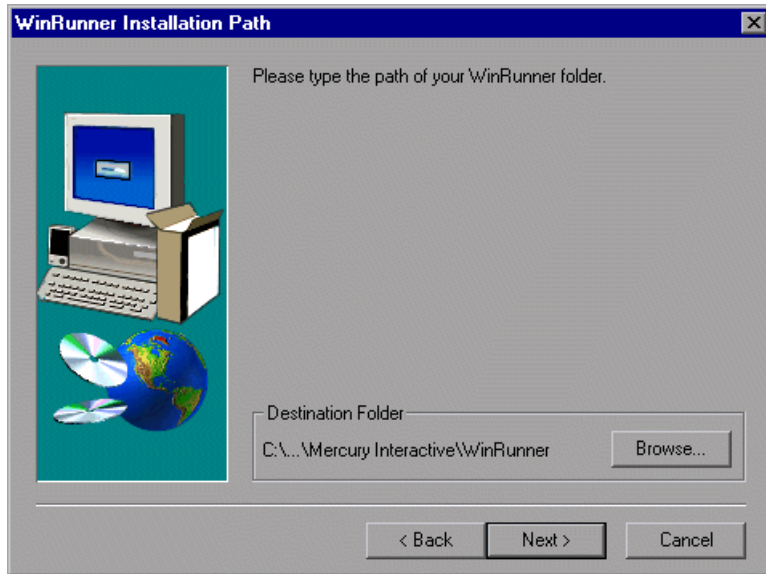 WinRunner Installation Path
Please type the path of your WinRunner folder.
Destination Folder
C:\...\Mercury Interactive\WinRunner
Browse...
< Back
Next >
Cancel